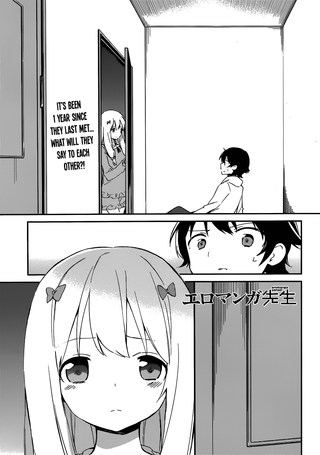 IT'S BEEN
1 YEAR SINCE
THEY LAST MET...
WHAT WILL THEY
SAY TO EACH
OTHER?!
エロマンガ先生